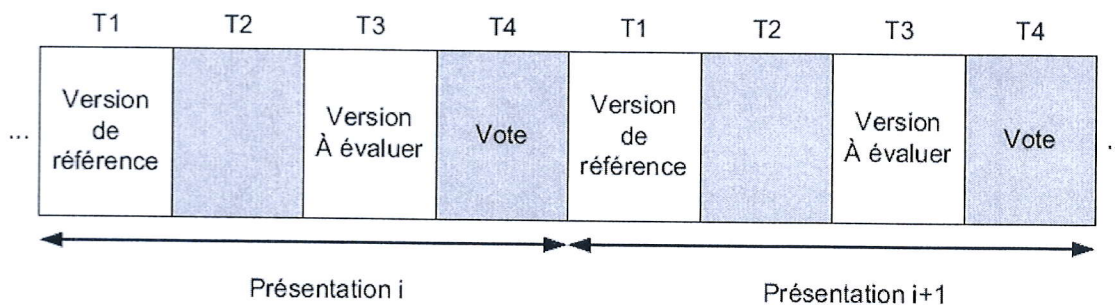 T1 T2 T3 T4 T1 T2 T3 T4
...
Version
de
référence
Version
À évaluer
Vote
Version
de
référence
Version
À évaluer
Vote
.
Présentation i
Présentation i+1